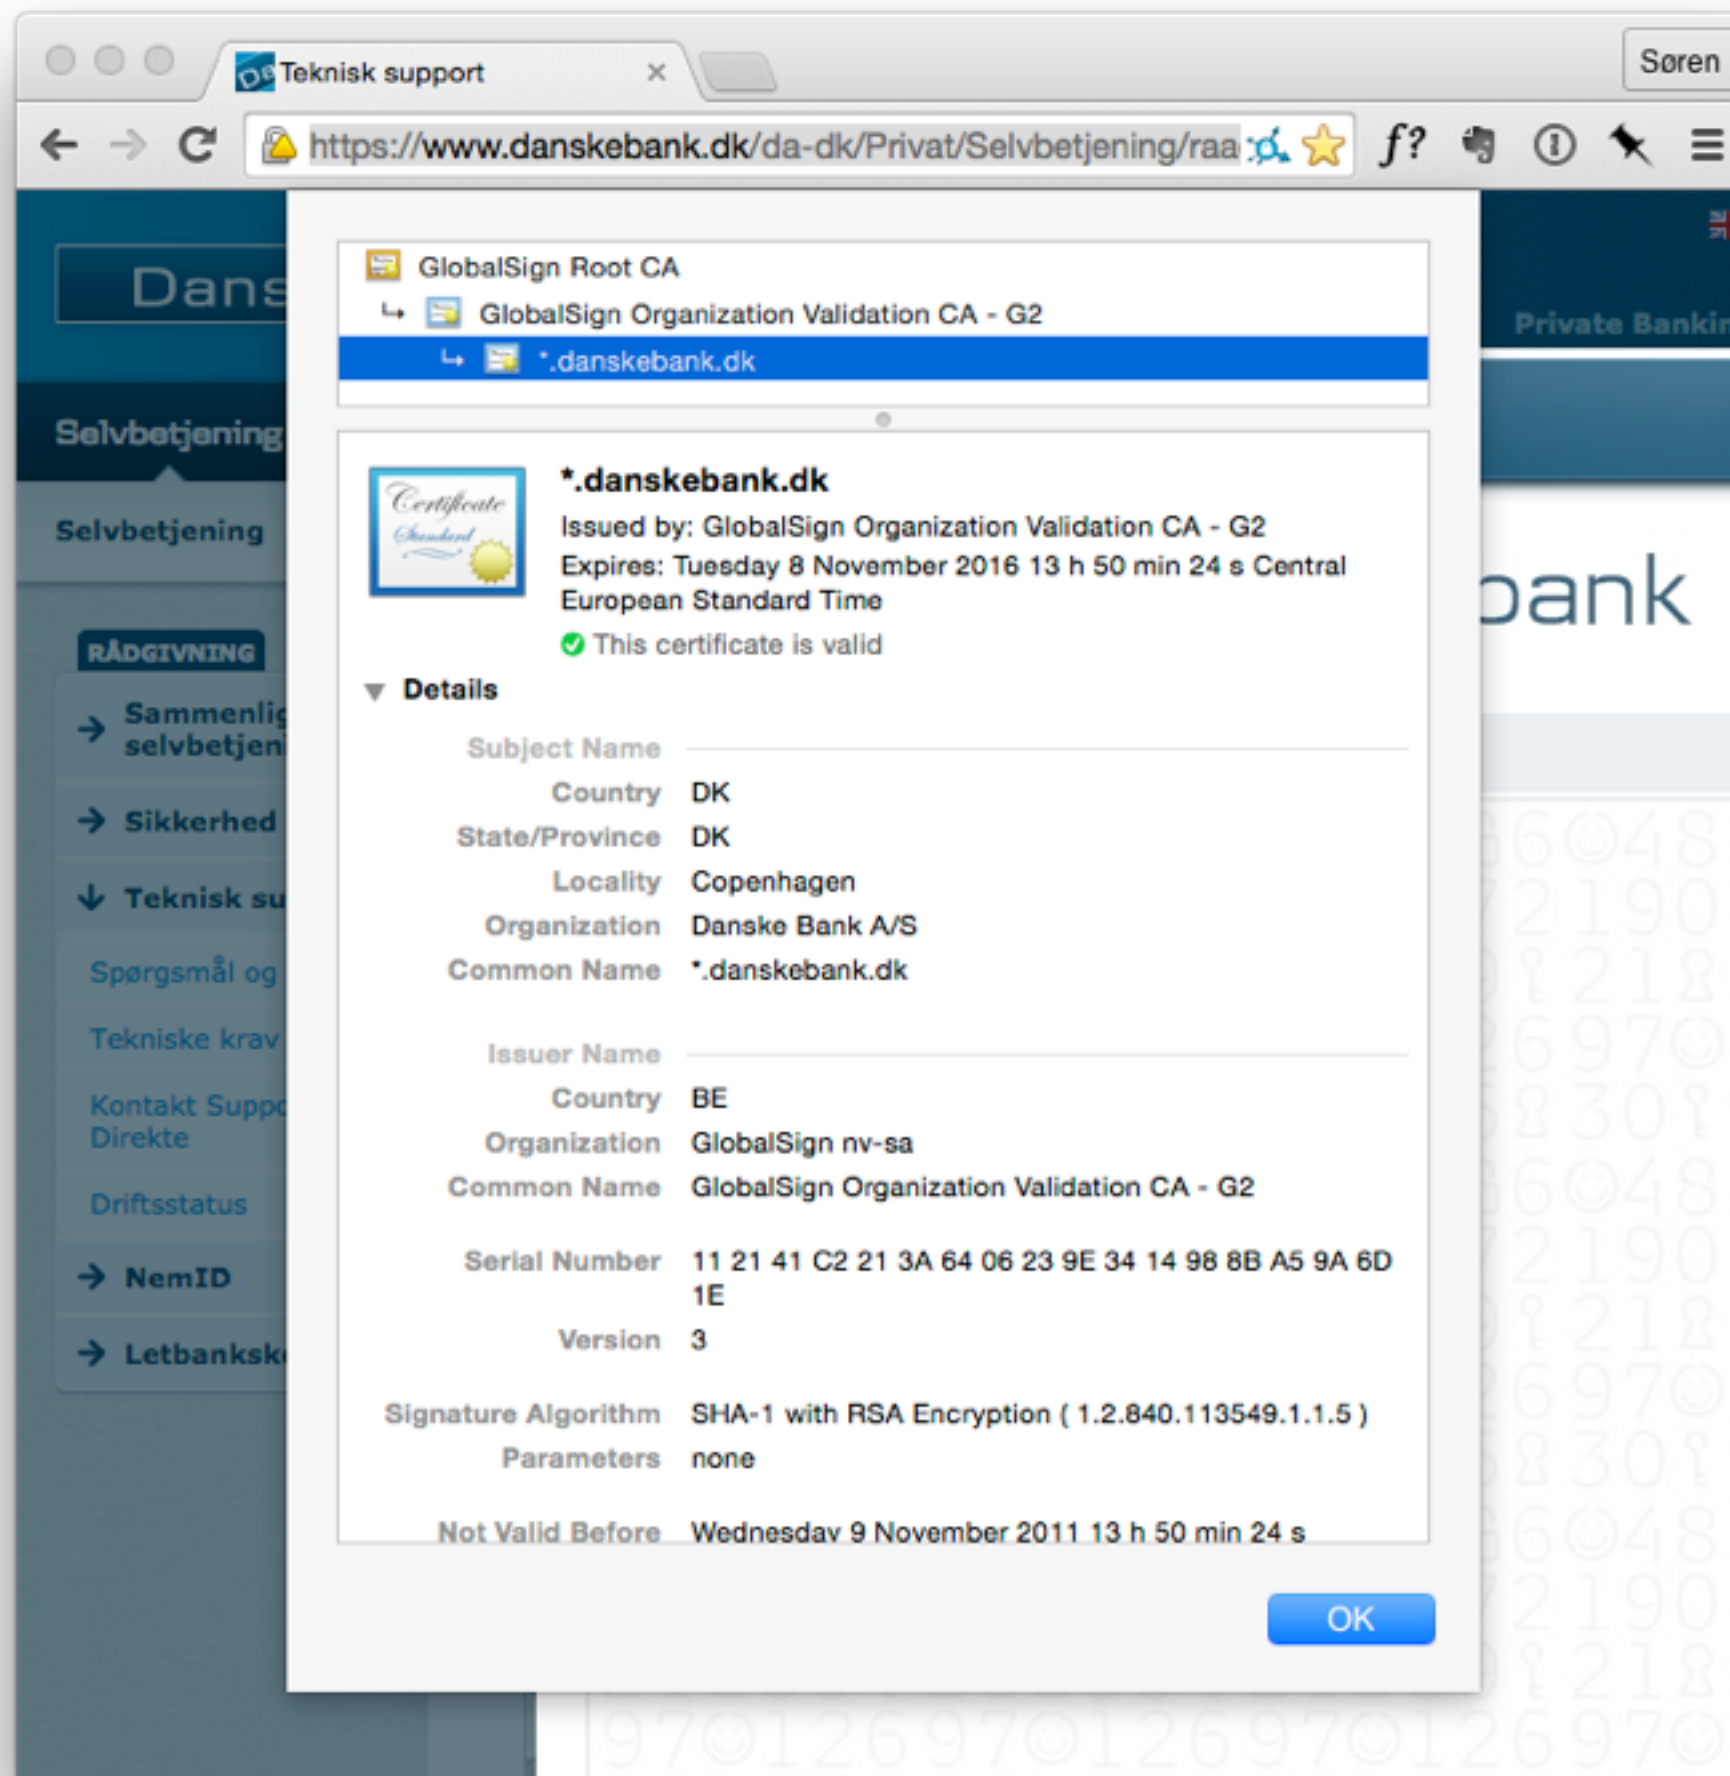 Teknisk support
Søren
https://www.danskebank.dk/da-dk/Privat/Selvbetjening/raa
f?
GlobalSign Root CA
GlobalSign Organization Validation CA - G2
*.danskebank.dk
Dans
Private Bankin
Selvbetjening
Selvbetjening
bank
RÅDGIVNING
Sammenlig
selvbetjeni
Sikkerhed
Teknisk su
Spørgsmål og
Tekniske krav
Kontakt Suppo
Direkte
Driftsstatus
NemID
Letbanksk
Certificate
Standard
*.danskebank.dk
Issued by: GlobalSign Organization Validation CA - G2
Expires: Tuesday 8 November 2016 13 h 50 min 24 s Central
European Standard Time
This certificate is valid
Details
Subject Name
Country DK
State/Province DK
Locality Copenhagen
Organization Danske Bank A/S
Common Name *.danskebank.dk
Issuer Name
Country BE
Organization GlobalSign nv-sa
Common Name GlobalSign Organization Validation CA - G2
Serial Number 11 21 41 C2 21 3A 64 06 23 9E 34 14 98 8B A5 9A 6D
1E
Version 3
Signature Algorithm SHA-1 with RSA Encryption ( 1.2.840.113549.1.1.5 )
Parameters none
Not Valid Before Wednesday 9 November 2011 13 h 50 min 24 s
OK